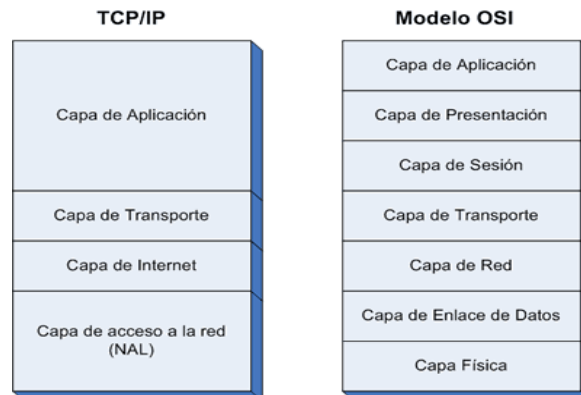 TCP/IP
Capa de Aplicación
Capa de Transporte
Capa de Internet
Capa de acceso a la red
(NAL)
Modelo OSI
Capa de Aplicación
Capa de Presentación
Capa de Sesión
Capa de Transporte
Capa de Red
Capa de Enlace de Datos
Capa Física